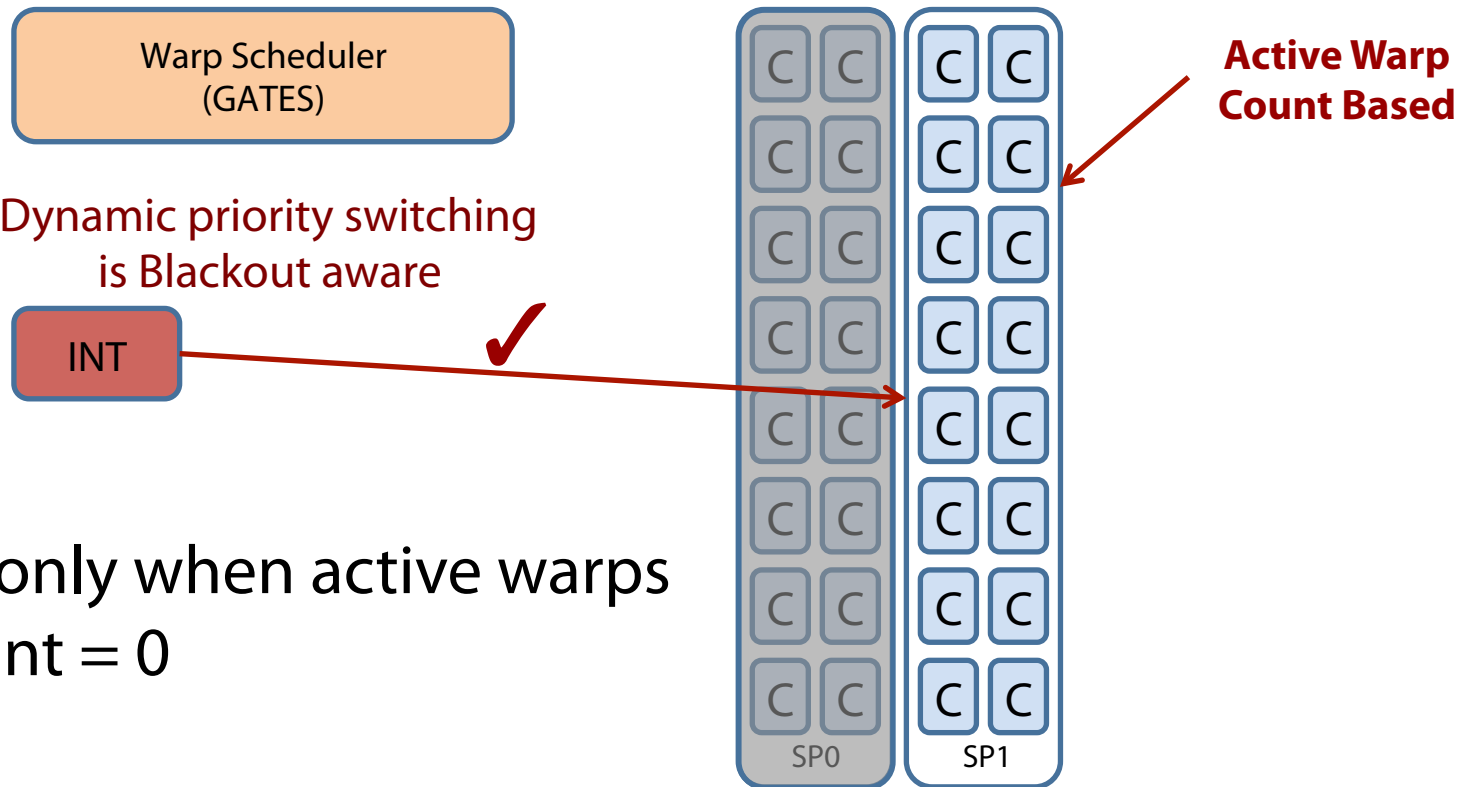 Warp Scheduler
(GATES)
Dynamic priority switching
is Blackout aware
INT
only when active warps
nt = 0
C C C C
C C C C
C C C C
C C C C
C C C C
C C C C
C C C C
C C C C
SP0 SP1
Active Warp
Count Based